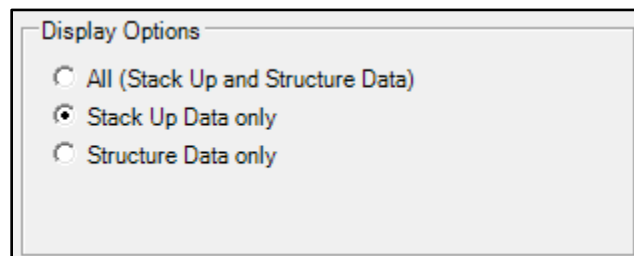 Display Options
All (Stack Up and Structure Data)
Stack Up Data only
Structure Data only